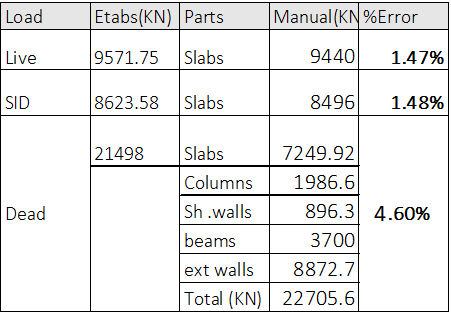 Load Etabs(KN) Parts Manual(KN %Error
Live 9571.75 Slabs 9440 1.47%
SID 8623.58 Slabs 8496 1.48%
21498 Slabs 7249.92
Columns 1986.6
Dead Sh .walls 896.3 4.60%
beams 3700
ext walls 8872.7
Total (KN) 22705.6